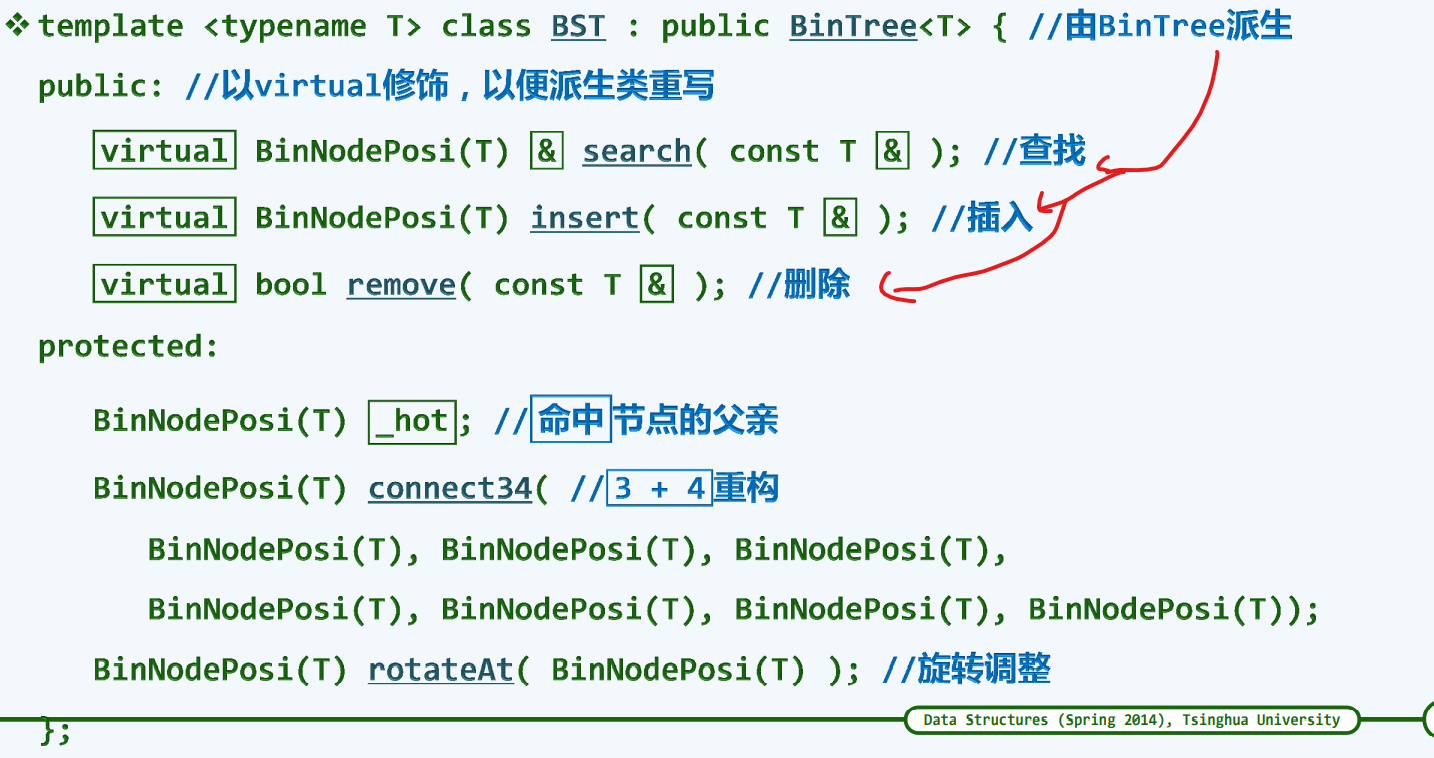 ❖ template <typename T> class BST : public BinTree<T> { //由BinTree派生
public: //以virtual修饰，以便派生类重写
virtual BinNodePosi(T) & search( const T & ); //查找
virtual BinNodePosi(T) insert( const T & ); //插入
virtual bool remove( const T & ); //删除
protected:
BinNodePosi(T) _hot; //命中节点的父亲
BinNodePosi(T) connect34( //3 + 4重构
BinNodePosi(T), BinNodePosi(T), BinNodePosi(T),
BinNodePosi(T), BinNodePosi(T), BinNodePosi(T), BinNodePosi(T));
BinNodePosi(T) rotateAt( BinNodePosi(T) ); //旋转调整
};
Data Structures (Spring 2014), Tsinghua University